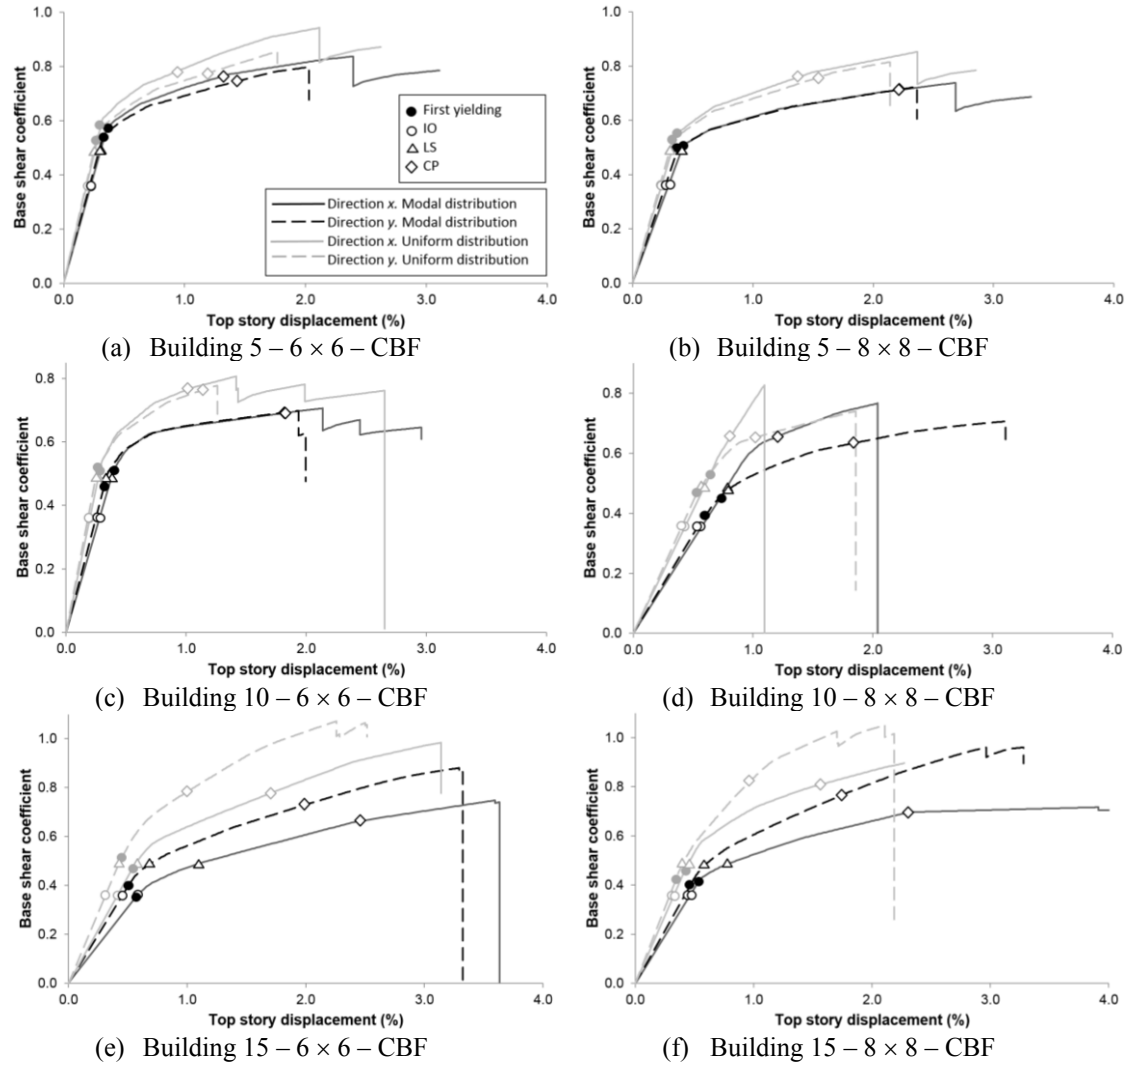 1.0
0.8
0.6
0.4
0.2
0.0
Base shear coefficient
First yielding
IO
LS
CP
Direction x. Modal distribution
Direction y. Modal distribution
Direction x. Uniform distribution
Direction y. Uniform distribution
0.0 1.0 2.0 3.0 4.0
Top story displacement (%)
(a) Building 5 – 6 × 6 – CBF
1.0
0.8
0.6
0.4
0.2
0.0
Base shear coefficient
0.0 1.0 2.0 3.0 4.0
Top story displacement (%)
(b) Building 5 – 8 × 8 – CBF
0.8
0.6
0.4
0.2
0.0
Base shear coefficient
0.0 1.0 2.0 3.0 4.0
Top story displacement (%)
(c) Building 10 – 6 × 6 – CBF
0.8
0.6
0.4
0.2
0.0
Base shear coefficient
0.0 1.0 2.0 3.0 4.0
Top story displacement (%)
(d) Building 10 – 8 × 8 – CBF
1.0
0.8
0.6
0.4
0.2
0.0
Base shear coefficient
0.0 1.0 2.0 3.0 4.0
Top story displacement (%)
(e) Building 15 – 6 × 6 – CBF
1.0
0.8
0.6
0.4
0.2
0.0
Base shear coefficient
0.0 1.0 2.0 3.0 4.0
Top story displacement (%)
(f) Building 15 – 8 × 8 – CBF